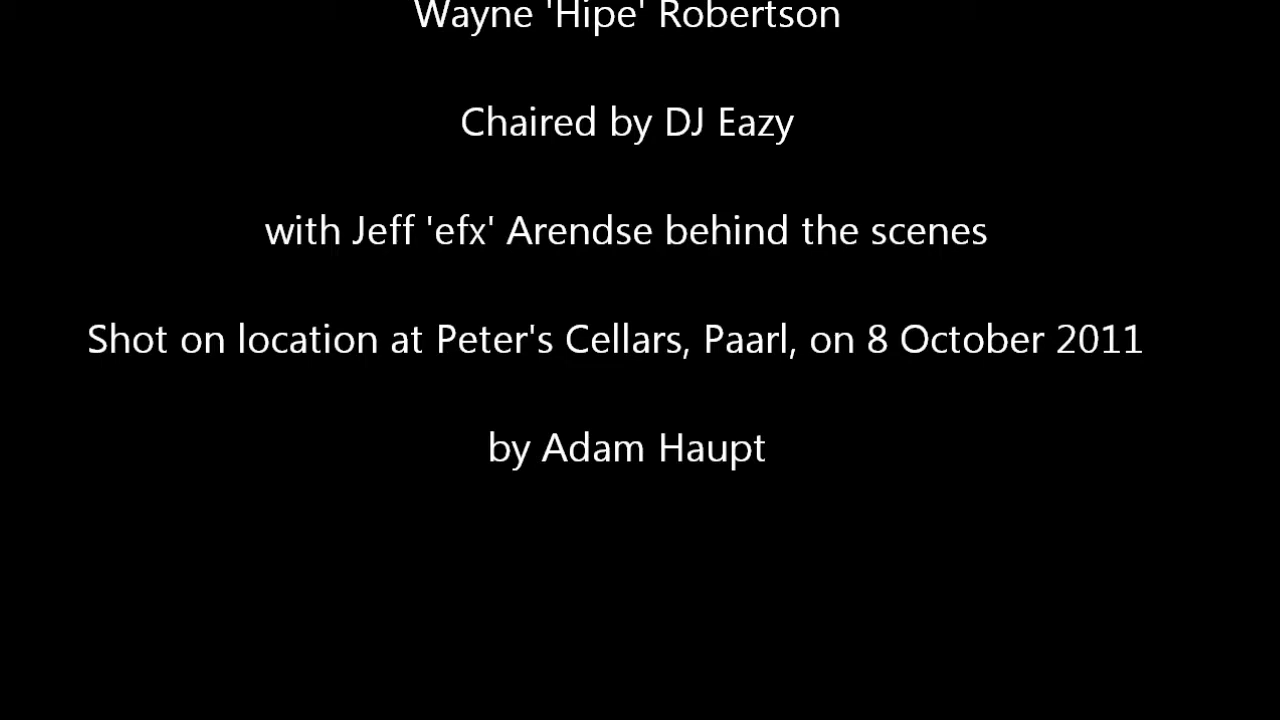 Wayne 'Hipe' Robertson
Chaired by DJ Eazy
with Jeff 'efx' Arendse behind the scenes
Shot on location at Peter's Cellars, Paarl, on 8 October 2011
by Adam Haupt